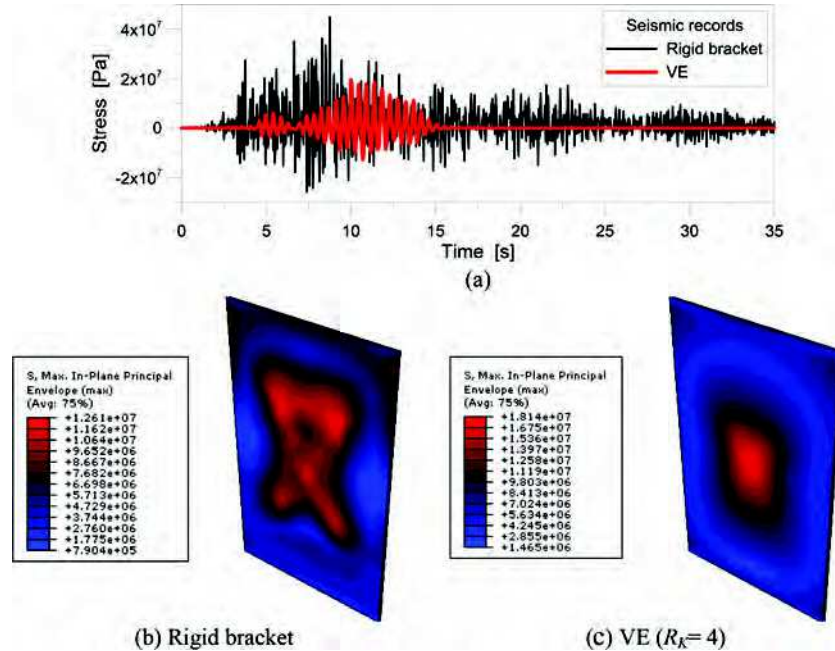 4x10⁷
2x10⁷
0
-2x10⁷
Stress [Pa]
Seismic records
Rigid bracket
VE
0 5 10 15 20 25 30 35
Time [s]
(a)
S, Max. In-Plane Principal
Envelope (max)
(Avg: 75%)
+1.261e+07
+1.162e+07
+1.064e+07
+9.652e+06
+8.667e+06
+7.682e+06
+6.698e+06
+5.713e+06
+4.729e+06
+3.744e+06
+2.760e+06
+1.775e+06
+7.904e+05
S, Max. In-Plane Principal
Envelope (max)
(Avg: 75%)
+1.814e+07
+1.675e+07
+1.536e+07
+1.397e+07
+1.258e+07
+1.119e+07
+9.803e+06
+8.413e+06
+7.024e+06
+5.634e+06
+4.245e+06
+2.855e+06
+1.465e+06
(b) Rigid bracket
(c) VE (R_K= 4)